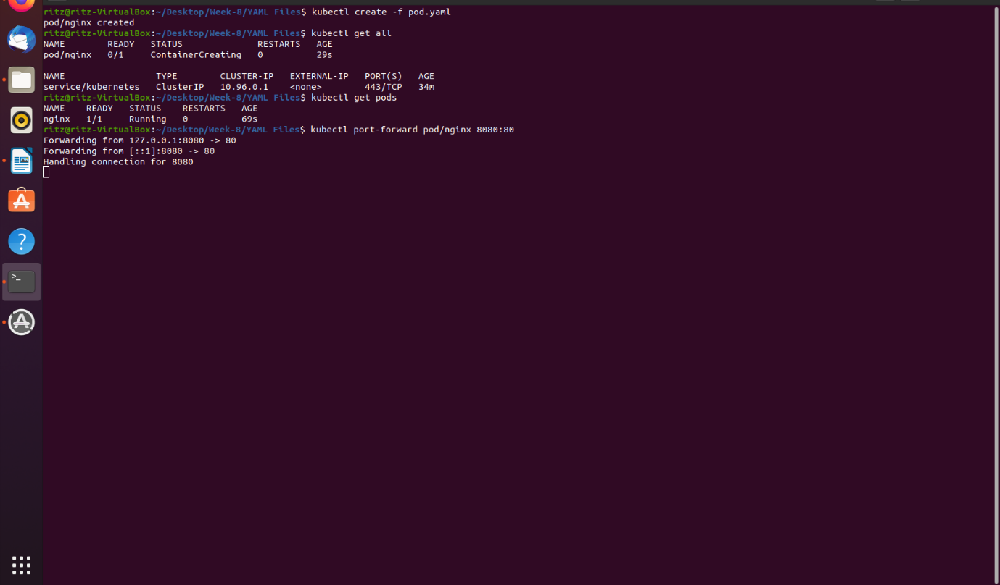 ritz@ritz-VirtualBox:~/Desktop/Week-8/YAML Files$ kubectl create -f pod.yaml
pod/nginx created
ritz@ritz-VirtualBox:~/Desktop/Week-8/YAML Files$ kubectl get all
NAME        READY   STATUS              RESTARTS   AGE
pod/nginx   0/1     ContainerCreating   0          29s

NAME                 TYPE        CLUSTER-IP   EXTERNAL-IP   PORT(S)   AGE
service/kubernetes   ClusterIP   10.96.0.1    <none>        443/TCP   34m
ritz@ritz-VirtualBox:~/Desktop/Week-8/YAML Files$ kubectl get pods
NAME    READY   STATUS    RESTARTS   AGE
nginx   1/1     Running   0          69s
ritz@ritz-VirtualBox:~/Desktop/Week-8/YAML Files$ kubectl port-forward pod/nginx 8080:80
Forwarding from 127.0.0.1:8080 -> 80
Forwarding from [::1]:8080 -> 80
Handling connection for 8080